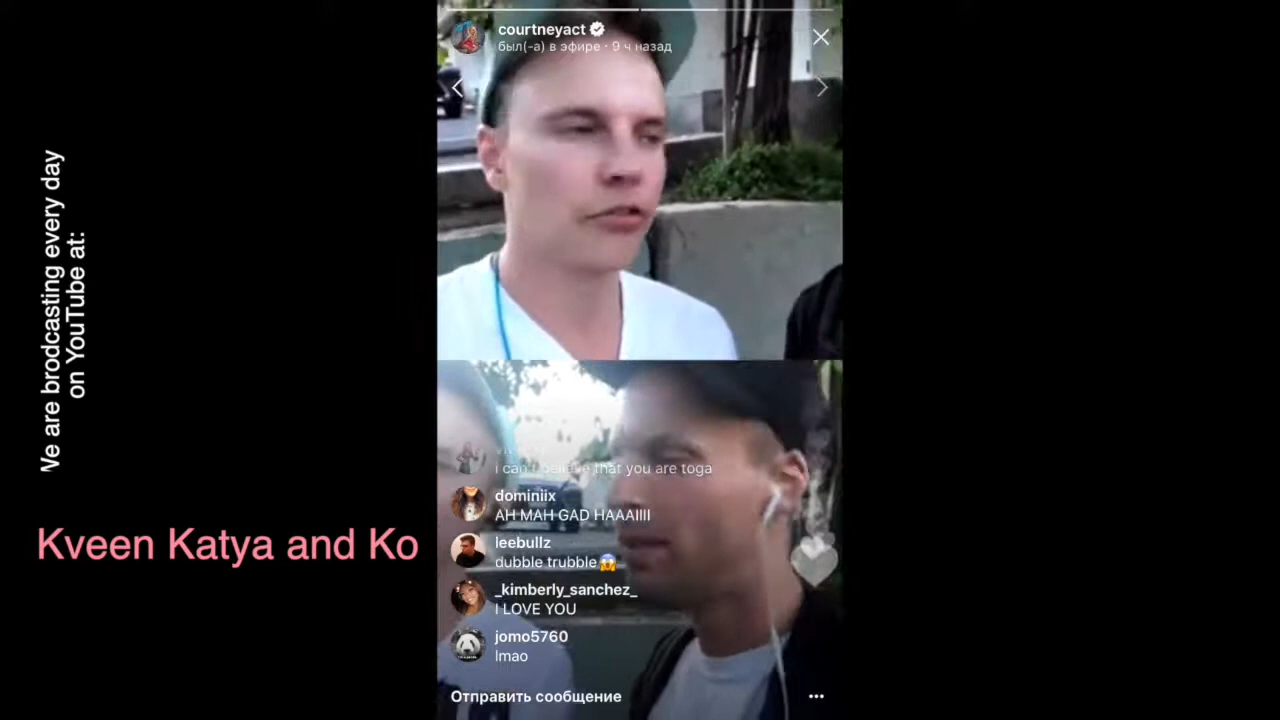 courtneyact
был(-а) в эфире · 9 ч назад
We are brodcasting every day
on YouTube at:
Kveen Katya and Ko
i can't believe that you are toga
dominiix
AH MAH GAD HAAAIIII
leebullz
dubble trubble😱
_kimberly_sanchez_
I LOVE YOU
jomo5760
lmao
Отправить сообщение